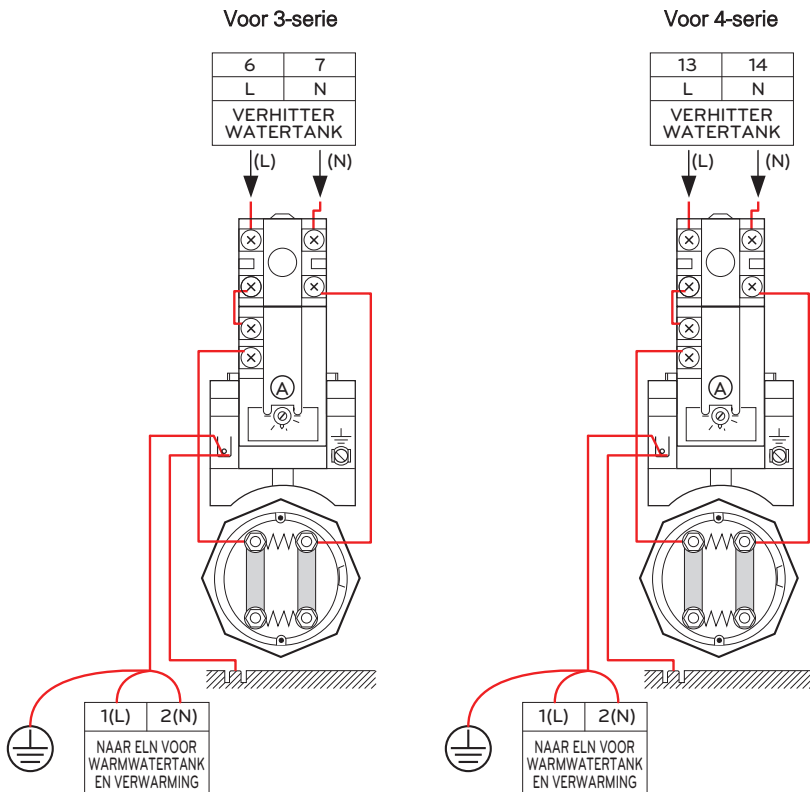 Voor 3-serie
6 7
L N
VERHITTER
WATERTANK
(L) (N)
A
1(L) 2(N)
NAAR ELN VOOR
WARMWATERTANK
EN VERWARMING
Voor 4-serie
13 14
L N
VERHITTER
WATERTANK
(L) (N)
A
1(L) 2(N)
NAAR ELN VOOR
WARMWATERTANK
EN VERWARMING